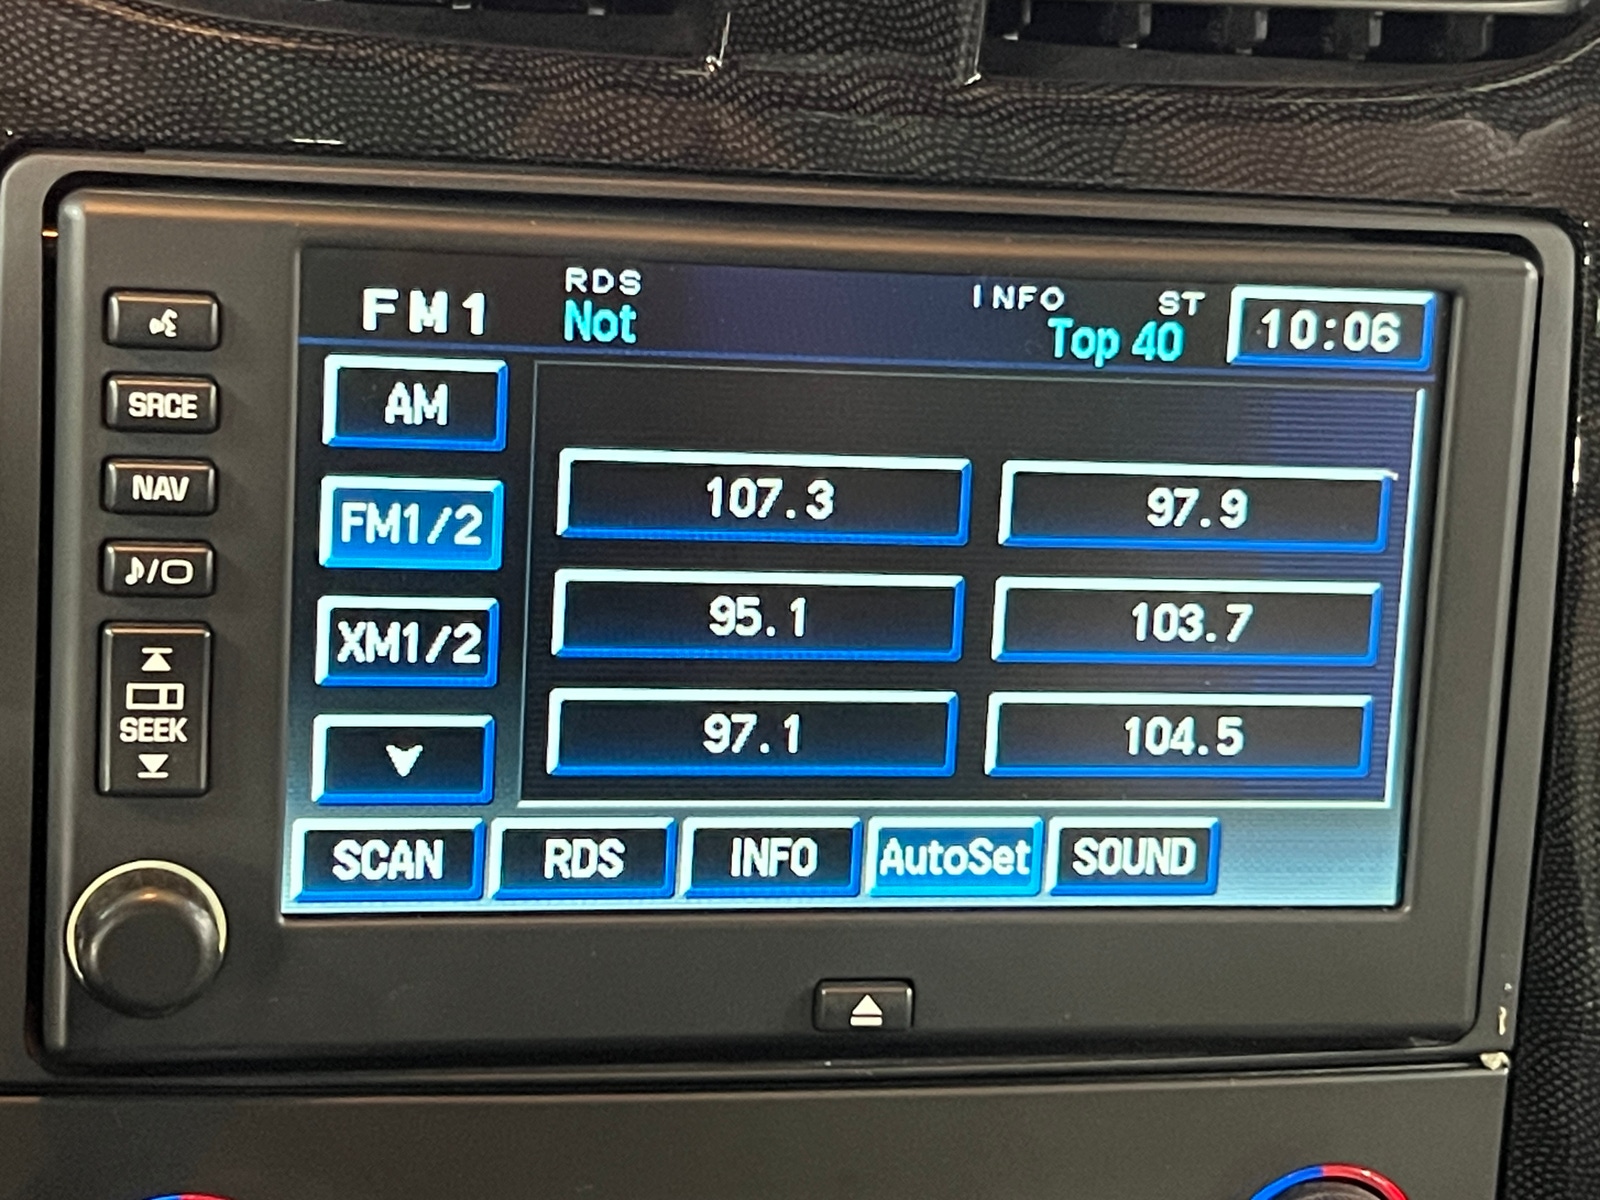 RDS
INFO ST
FM1 Not Top 40 10:06
SRCE
NAV
SEEK
AM
FM1/2
XM1/2
107.3 97.9
95.1 103.7
97.1 104.5
SCAN RDS INFO AutoSet SOUND